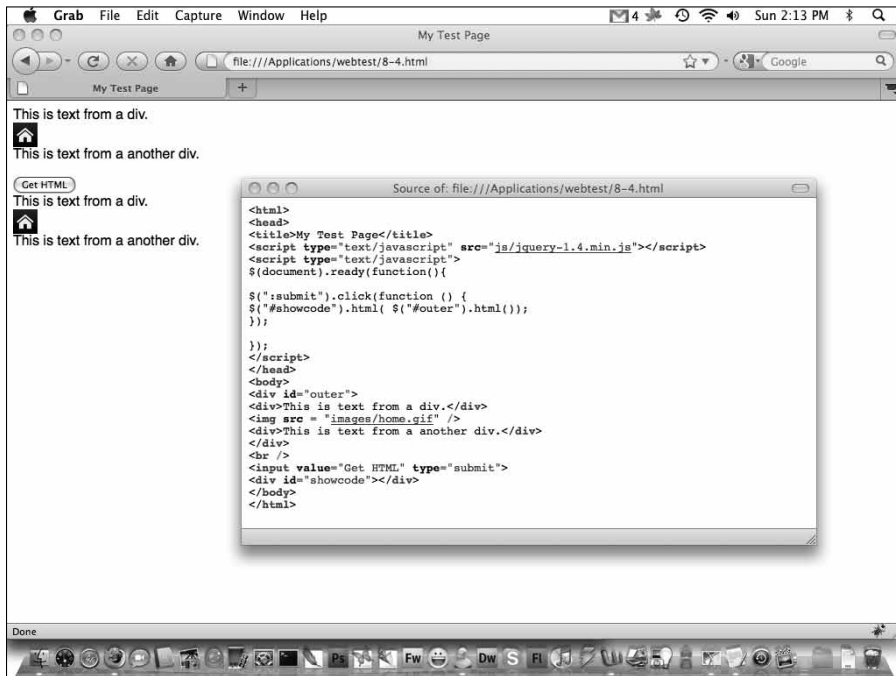 Grab File Edit Capture Window Help 4 Sun 2:13 PM
My Test Page
file:///Applications/webtest/8-4.html Google
My Test Page +
This is text from a div.
This is text from a another div.
Get HTML
This is text from a div.
This is text from a another div.
Source of: file:///Applications/webtest/8-4.html
<html>
<head>
<title>My Test Page</title>
<script type="text/javascript" src="js/jquery-1.4.min.js"></script>
<script type="text/javascript">
$(document).ready(function(){
$(":submit").click(function () {
$("#showcode").html( $("#outer").html());
});
});
</script>
</head>
<body>
<div id="outer">
<div>This is text from a div.</div>
<img src = "images/home.gif" />
<div>This is text from a another div.</div>
</div>
<br />
<input value="Get HTML" type="submit">
<div id="showcode"></div>
</body>
</html>
Done
Ps Fw Dw S Fl